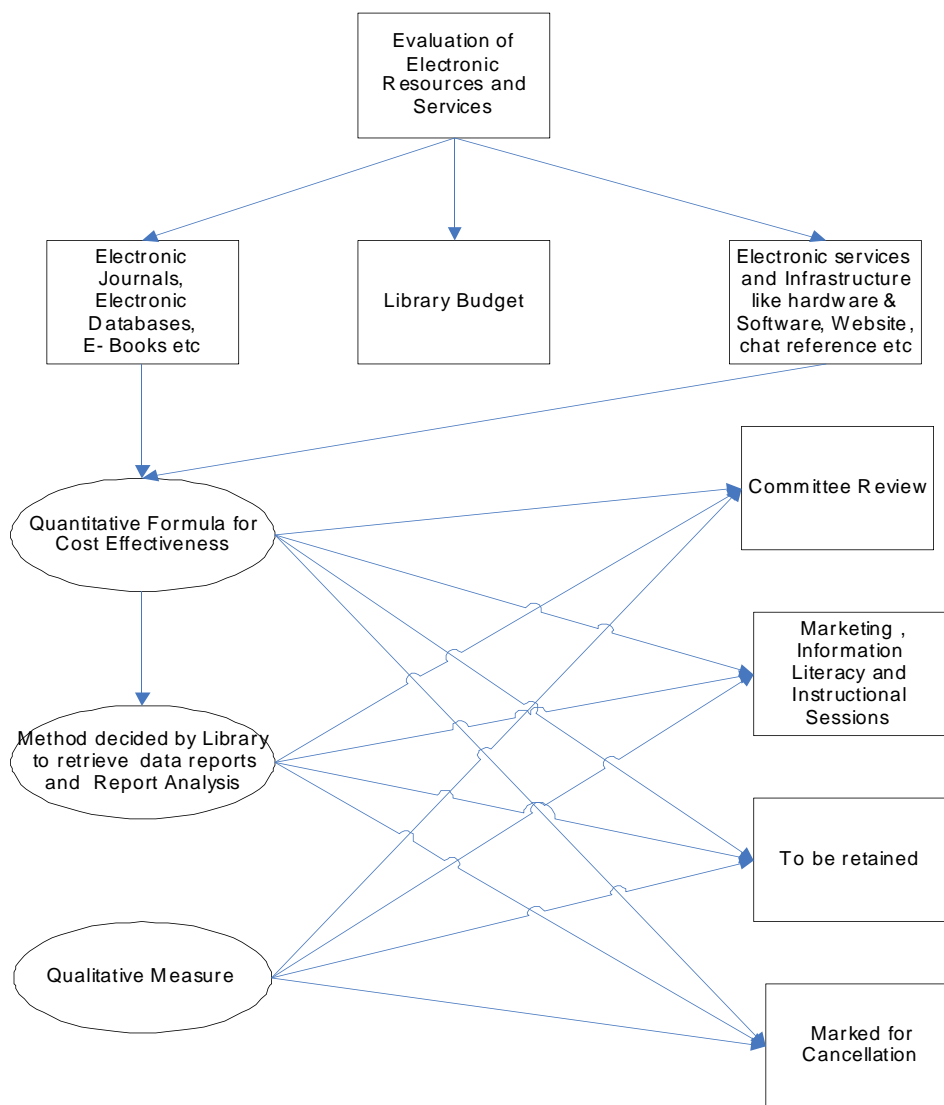 Evaluation of
Electronic
Resources and
Services
Electronic
Journals,
Electronic
Databases,
E- Books etc
Library Budget
Electronic services
and Infrastructure
like hardware &
Software, Website,
chat reference etc
Quantitative Formula for
Cost Effectiveness
Committee Review
Marketing ,
Information
Literacy and
Instructional
Sessions
Method decided by Library
to retrieve data reports
and Report Analysis
To be retained
Qualitative Measure
Marked for
Cancellation